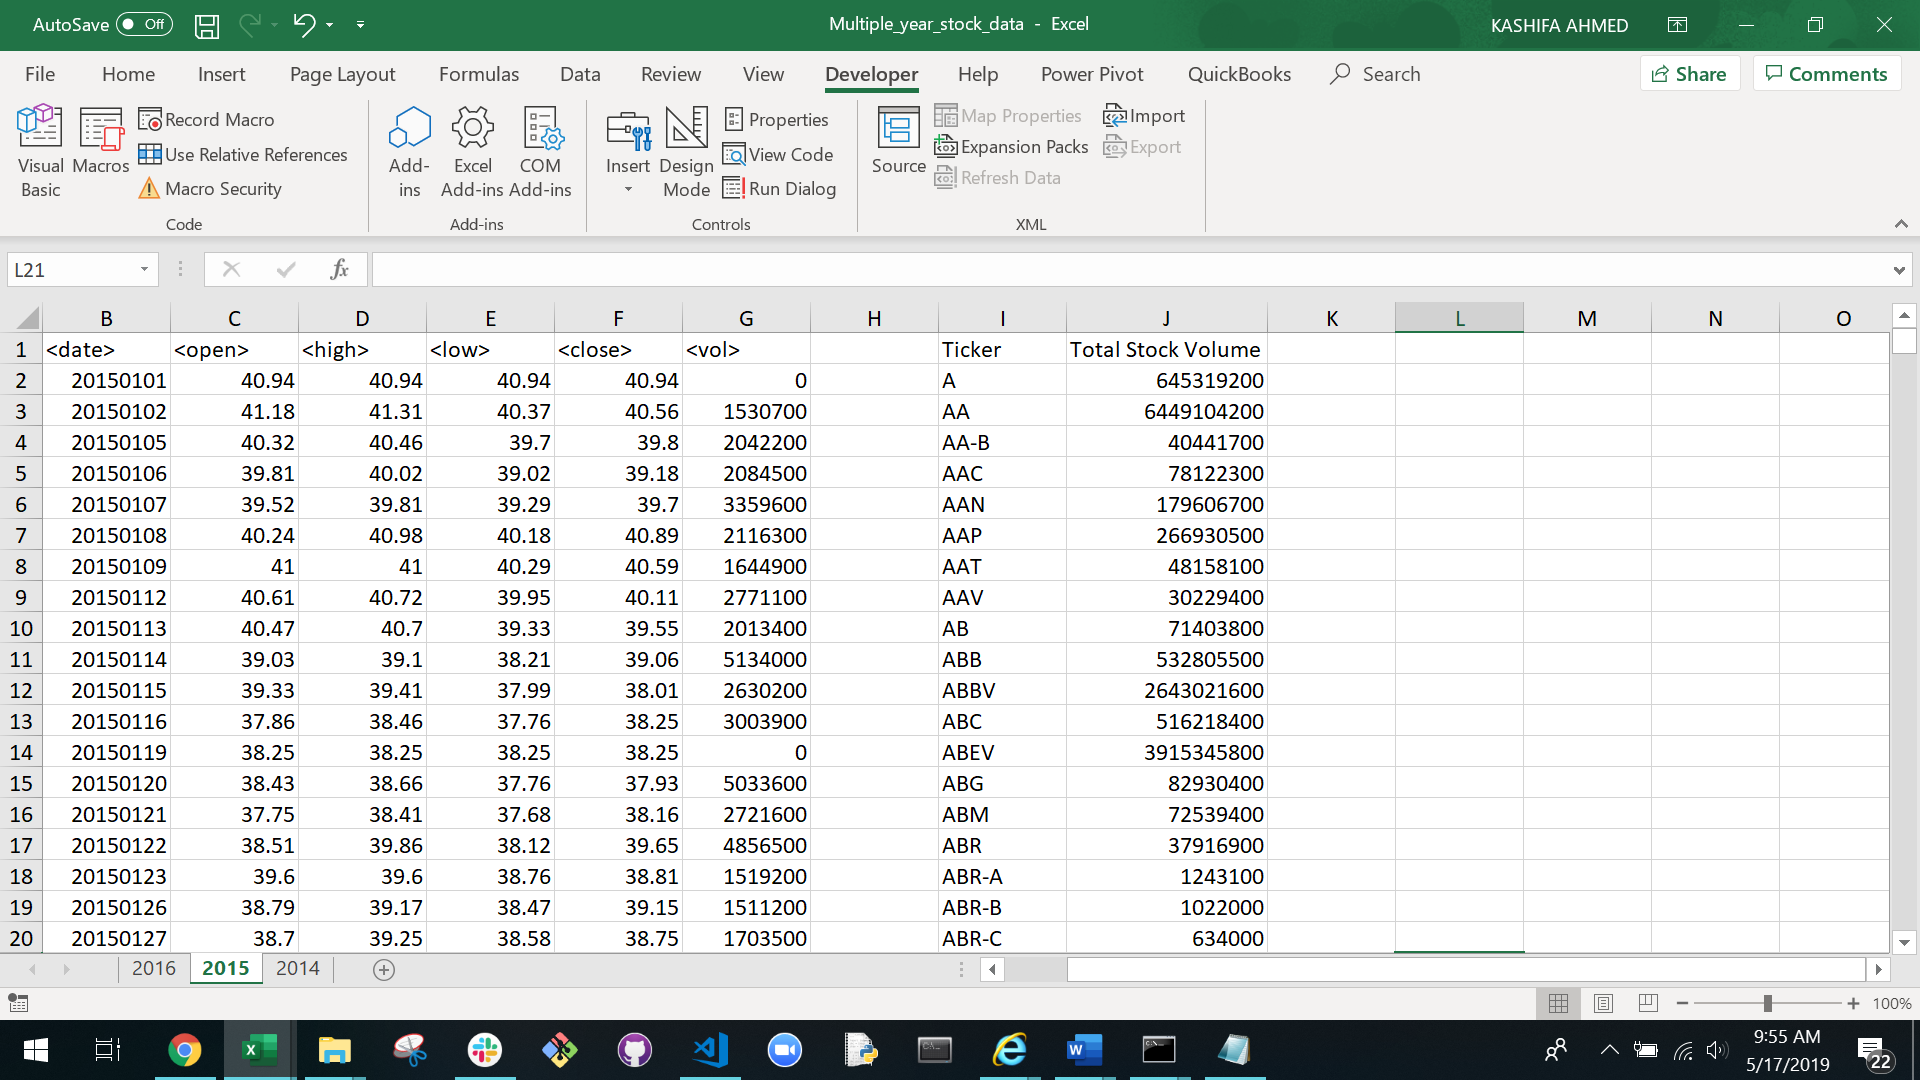 AutoSave Off Multiple_year_stock_data - Excel KASHIFA AHMED
File Home Insert Page Layout Formulas Data Review View Developer Help Power Pivot QuickBooks Search Share Comments
Visual Basic Macros Record Macro Use Relative References Macro Security
Add-ins Excel Add-ins COM Add-ins
Insert Design Mode Properties View Code Run Dialog
Source Map Properties Expansion Packs Refresh Data Import Export
Code Add-ins Controls XML
L21 fx
B C D E F G H I J K L M N O
1 <date> <open> <high> <low> <close> <vol> Ticker Total Stock Volume
2 20150101 40.94 40.94 40.94 40.94 0 A 645319200
3 20150102 41.18 41.31 40.37 40.56 1530700 AA 6449104200
4 20150105 40.32 40.46 39.7 39.8 2042200 AA-B 40441700
5 20150106 39.81 40.02 39.02 39.18 2084500 AAC 78122300
6 20150107 39.52 39.81 39.29 39.7 3359600 AAN 179606700
7 20150108 40.24 40.98 40.18 40.89 2116300 AAP 266930500
8 20150109 41 41 40.29 40.59 1644900 AAT 48158100
9 20150112 40.61 40.72 39.95 40.11 2771100 AAV 30229400
10 20150113 40.47 40.7 39.33 39.55 2013400 AB 71403800
11 20150114 39.03 39.1 38.21 39.06 5134000 ABB 532805500
12 20150115 39.33 39.41 37.99 38.01 2630200 ABBV 2643021600
13 20150116 37.86 38.46 37.76 38.25 3003900 ABC 516218400
14 20150119 38.25 38.25 38.25 38.25 0 ABEV 3915345800
15 20150120 38.43 38.66 37.76 37.93 5033600 ABG 82930400
16 20150121 37.75 38.41 37.68 38.16 2721600 ABM 72539400
17 20150122 38.51 39.86 38.12 39.65 4856500 ABR 37916900
18 20150123 39.6 39.6 38.76 38.81 1519200 ABR-A 1243100
19 20150126 38.79 39.17 38.47 39.15 1511200 ABR-B 1022000
20 20150127 38.7 39.25 38.58 38.75 1703500 ABR-C 634000
2016 2015 2014
100%
9:55 AM
5/17/2019
22